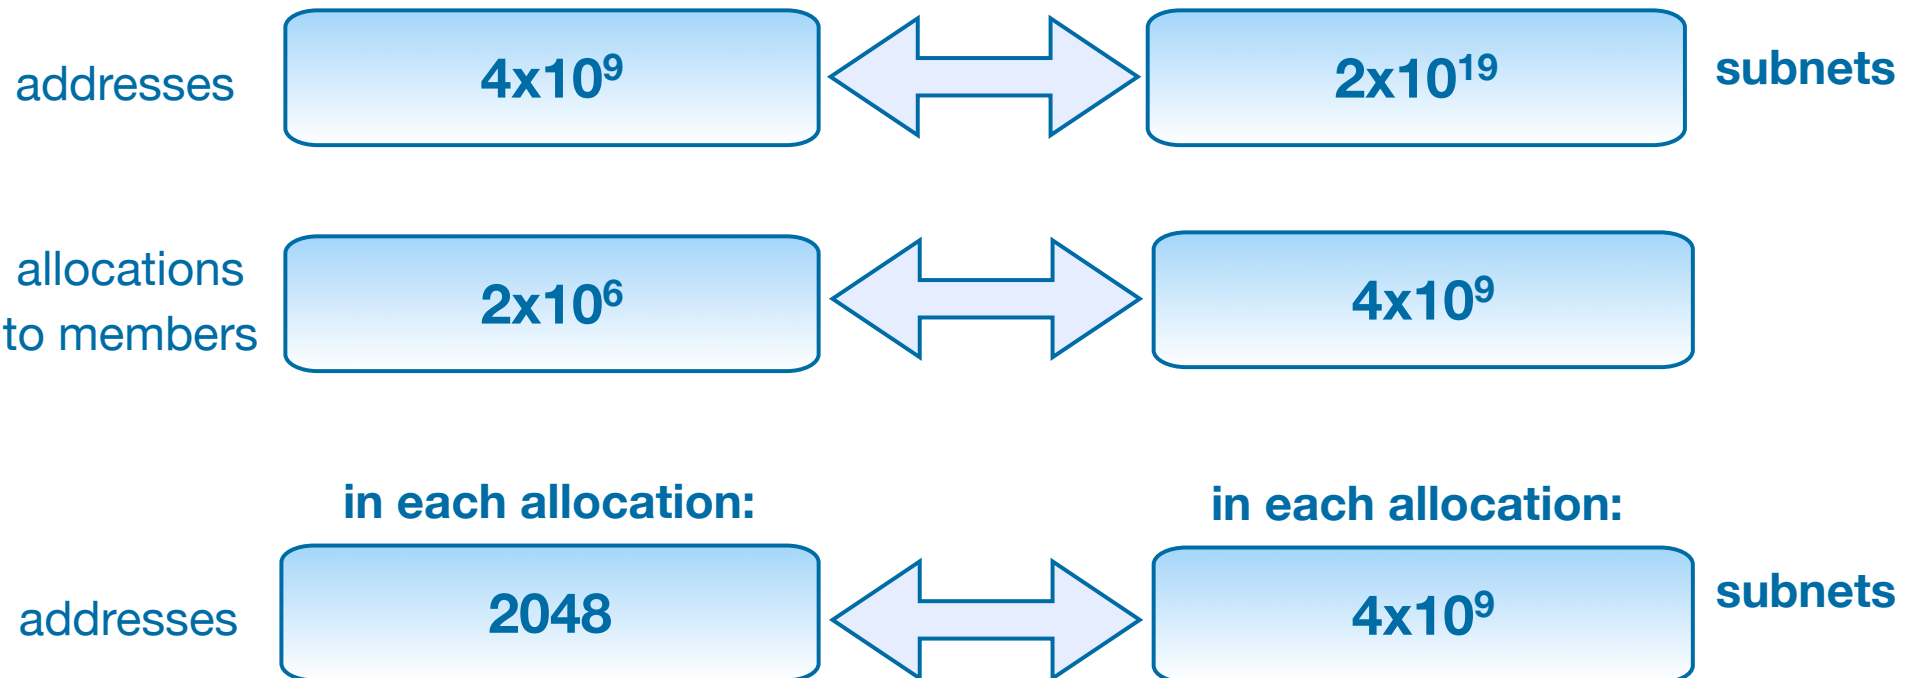 addresses 4x10⁹ 2x10¹⁹ subnets
allocations
to members 2x10⁶ 4x10⁹
in each allocation: in each allocation:
addresses 2048 4x10⁹ subnets